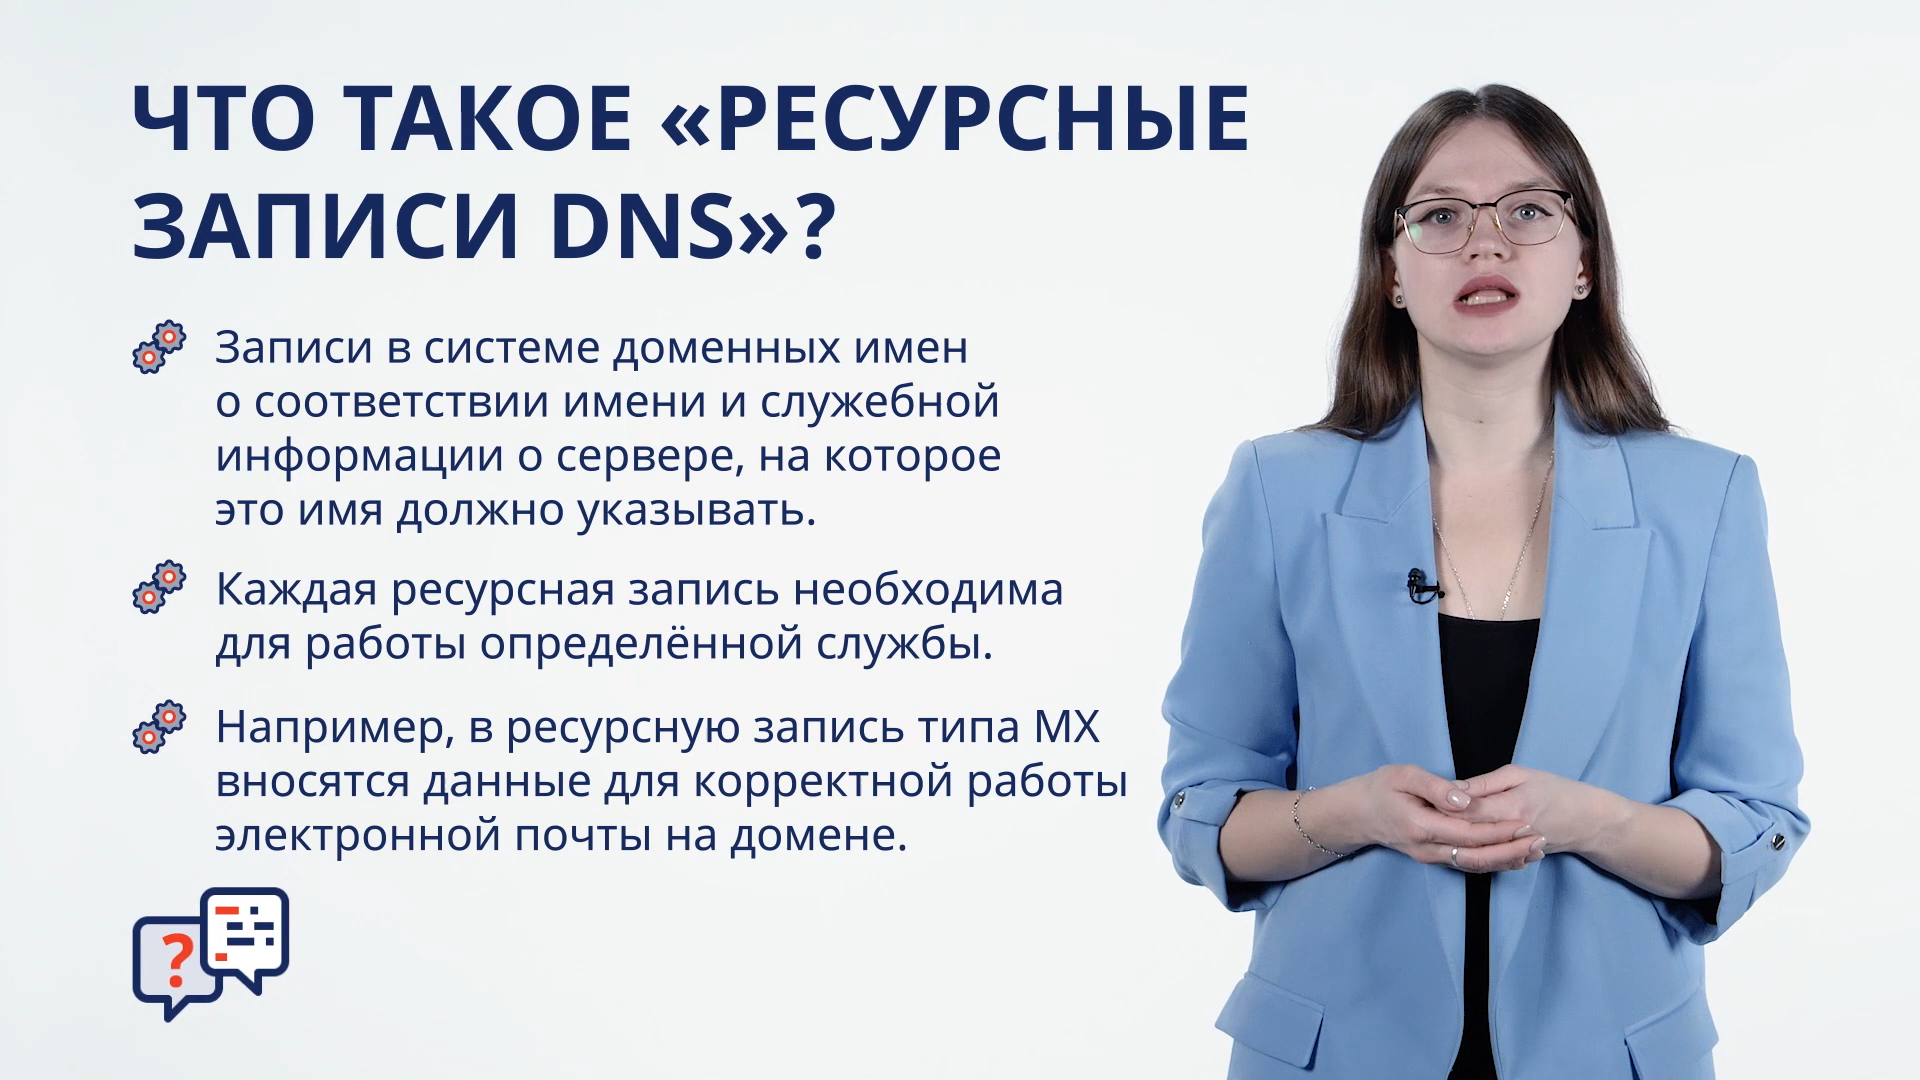 ЧТО ТАКОЕ «РЕСУРСНЫЕ
ЗАПИСИ DNS»?
Записи в системе доменных имен
о соответствии имени и служебной
информации о сервере, на которое
это имя должно указывать.
Каждая ресурсная запись необходима
для работы определённой службы.
Например, в ресурсную запись типа MX
вносятся данные для корректной работы
электронной почты на домене.
?